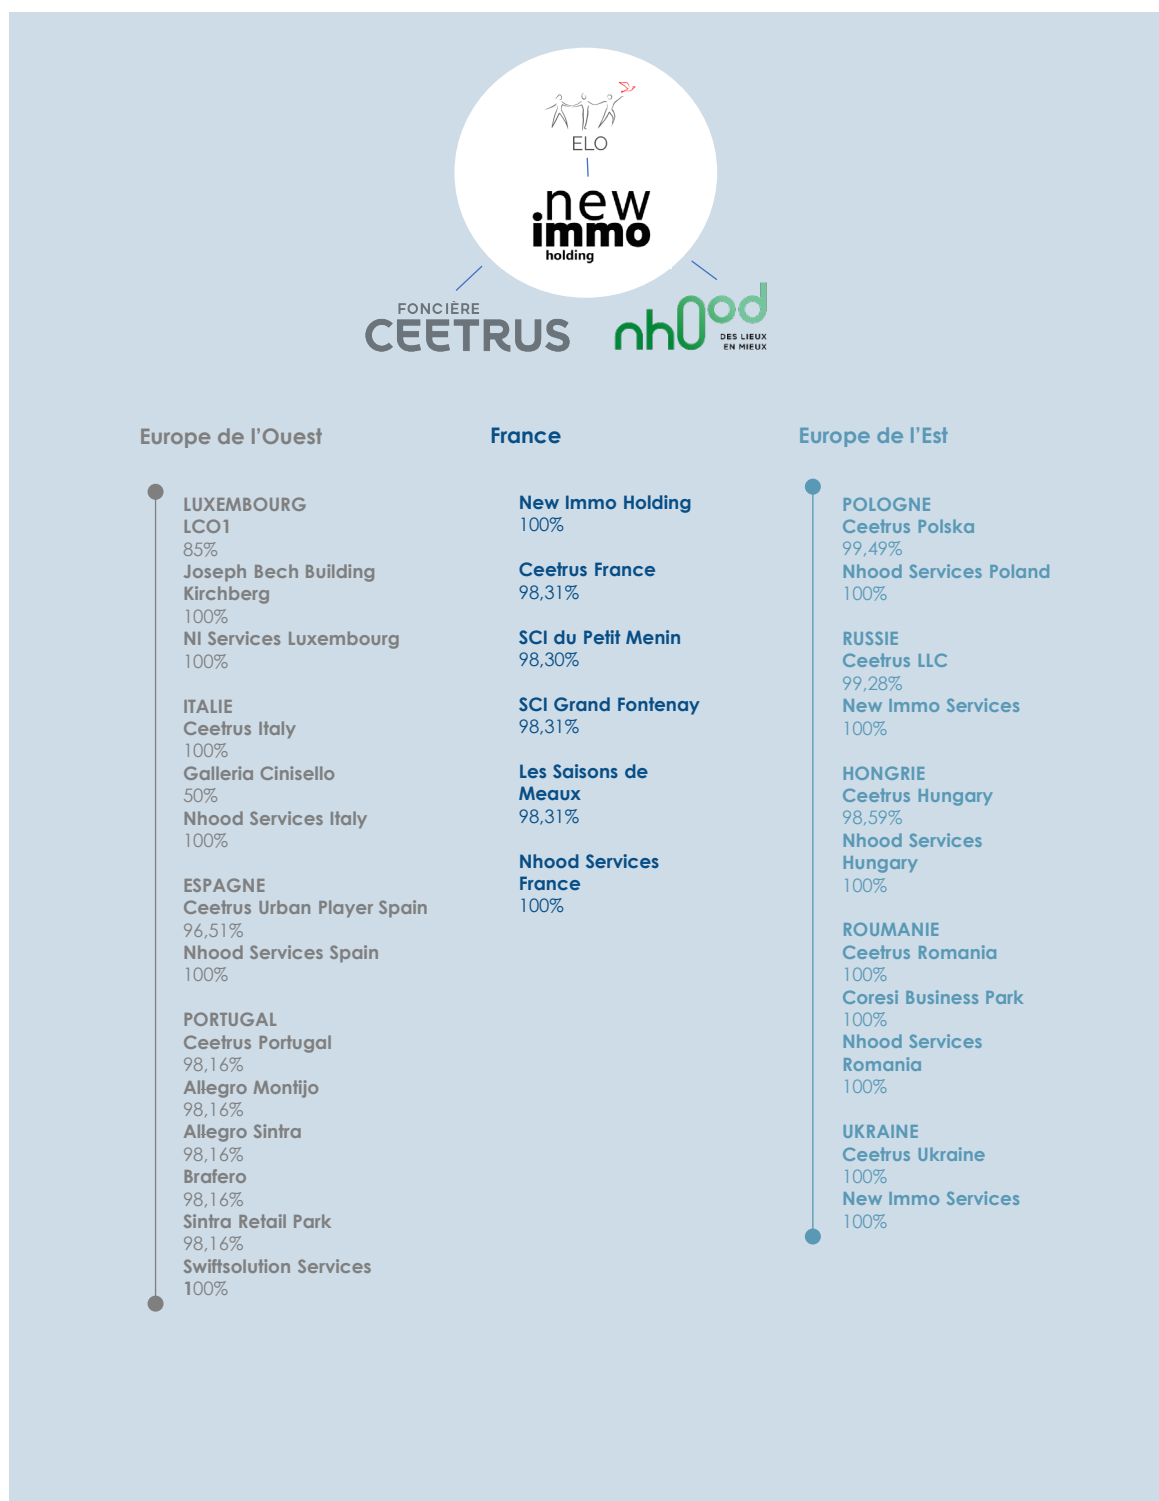 ELO
new
immo
holding
FONCIÈRE
CEETRUS
nhood
DES LIEUX
EN MIEUX
Europe de l’Ouest
LUXEMBOURG
LCO1
85%
Joseph Bech Building
Kirchberg
100%
NI Services Luxembourg
100%
ITALIE
Ceetrus Italy
100%
Galleria Cinisello
50%
Nhood Services Italy
100%
ESPAGNE
Ceetrus Urban Player Spain
96,51%
Nhood Services Spain
100%
PORTUGAL
Ceetrus Portugal
98,16%
Allegro Montijo
98,16%
Allegro Sintra
98,16%
Brafero
98,16%
Sintra Retail Park
98,16%
Swiftsolution Services
100%
France
New Immo Holding
100%
Ceetrus France
98,31%
SCI du Petit Menin
98,30%
SCI Grand Fontenay
98,31%
Les Saisons de
Meaux
98,31%
Nhood Services
France
100%
Europe de l’Est
POLOGNE
Ceetrus Polska
99,49%
Nhood Services Poland
100%
RUSSIE
Ceetrus LLC
99,28%
New Immo Services
100%
HONGRIE
Ceetrus Hungary
98,59%
Nhood Services
Hungary
100%
ROUMANIE
Ceetrus Romania
100%
Coresi Business Park
100%
Nhood Services
Romania
100%
UKRAINE
Ceetrus Ukraine
100%
New Immo Services
100%